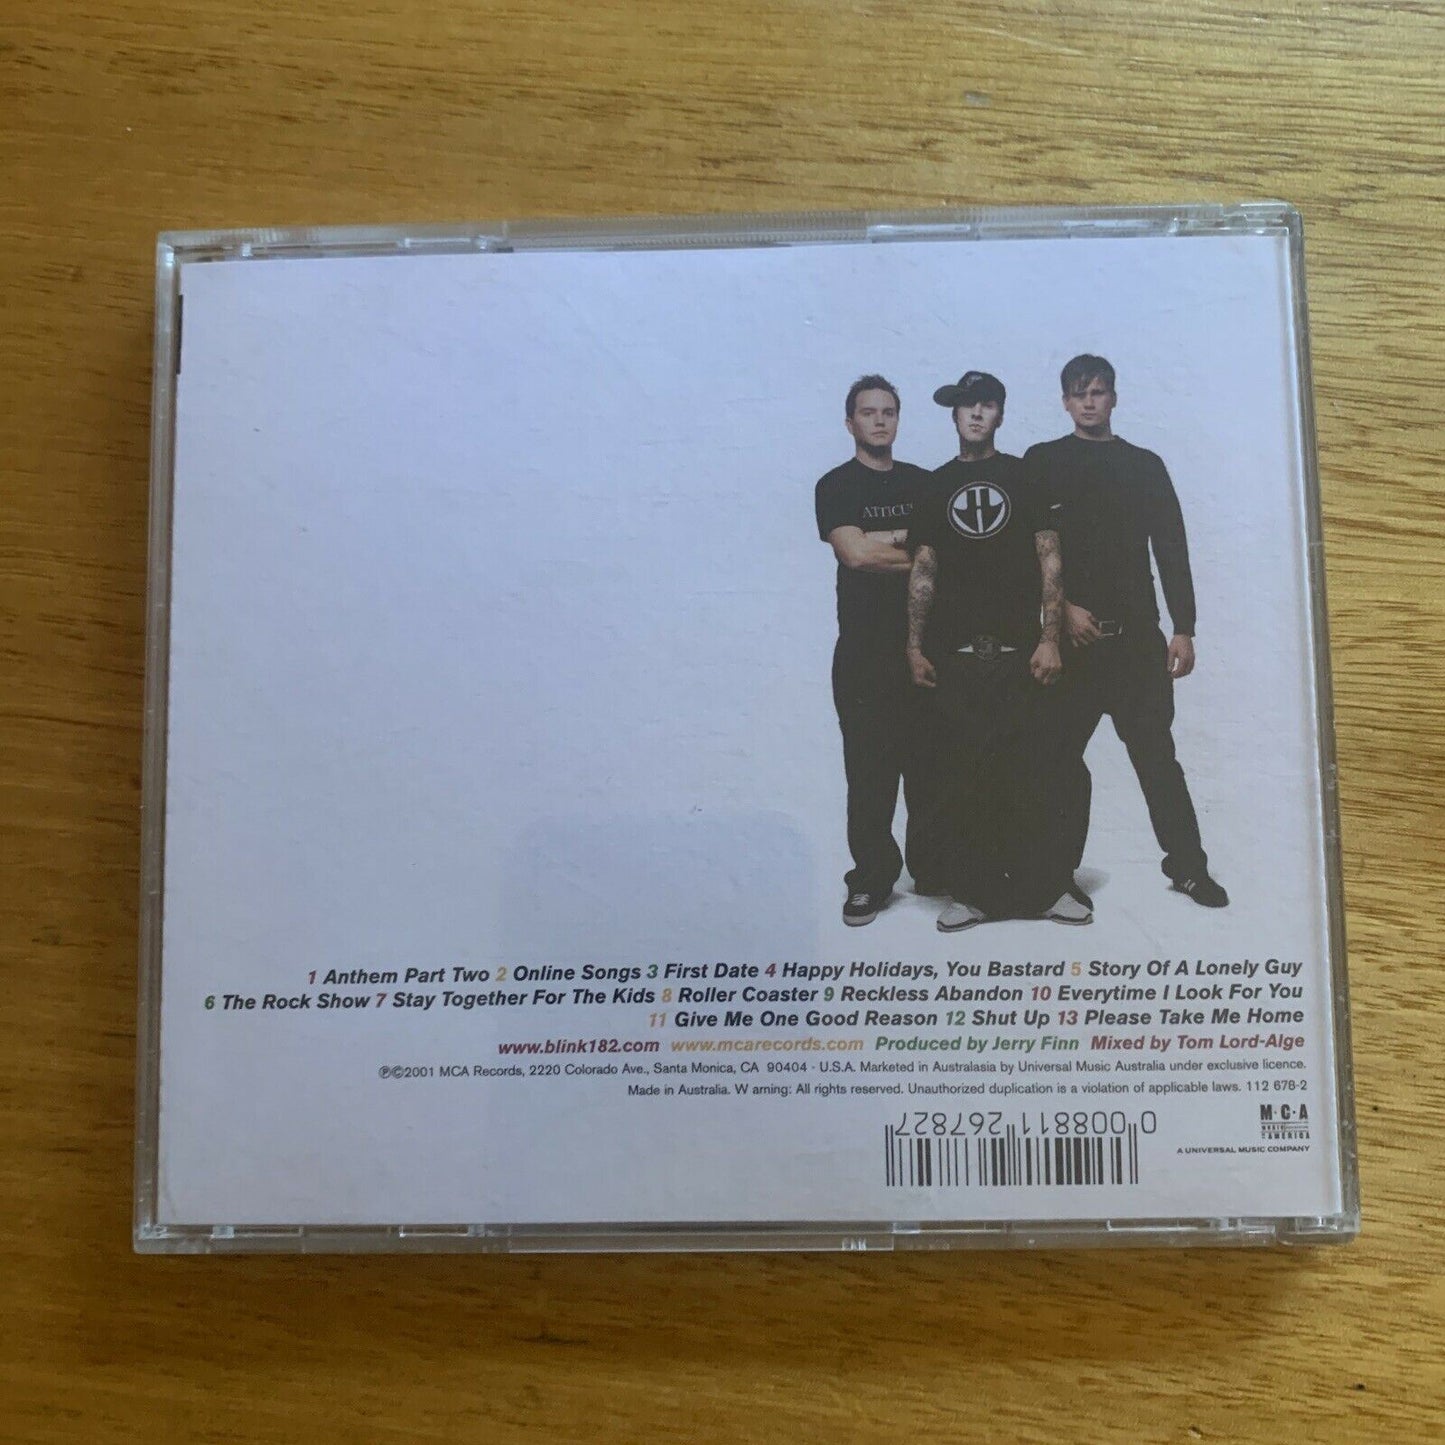 ATTICUS
1 Anthem Part Two 2 Online Songs 3 First Date 4 Happy Holidays, You Bastard 5 Story Of A Lonely Guy
6 The Rock Show 7 Stay Together For The Kids 8 Roller Coaster 9 Reckless Abandon 10 Everytime I Look For You
11 Give Me One Good Reason 12 Shut Up 13 Please Take Me Home
www.blink182.com www.mcarecords.com Produced by Jerry Finn Mixed by Tom Lord-Alge
℗©2001 MCA Records, 2220 Colorado Ave., Santa Monica, CA 90404 - U.S.A. Marketed in Australasia by Universal Music Australia under exclusive licence.
Made in Australia. W arning: All rights reserved. Unauthorized duplication is a violation of applicable laws. 112 678-2
0 008811 267827
M·C·A
MUSIC
AMERICA
A UNIVERSAL MUSIC COMPANY